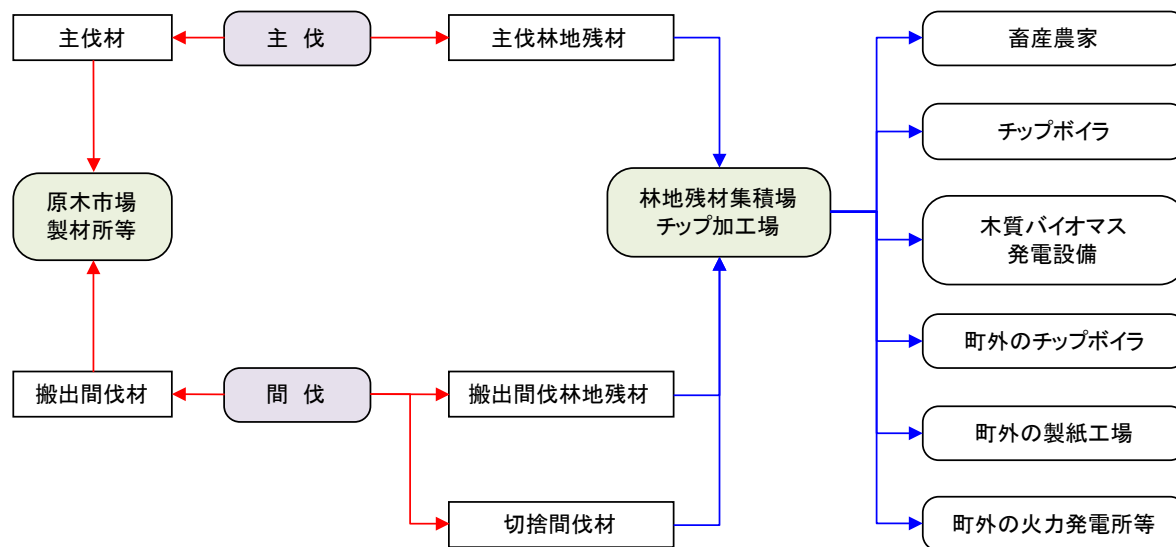 主伐材
主 伐
主伐林地残材
畜産農家
チップボイラ
原木市場
製材所等
林地残材集積場
チップ加工場
木質バイオマス
発電設備
町外のチップボイラ
搬出間伐材
間 伐
搬出間伐林地残材
町外の製紙工場
切捨間伐材
町外の火力発電所等